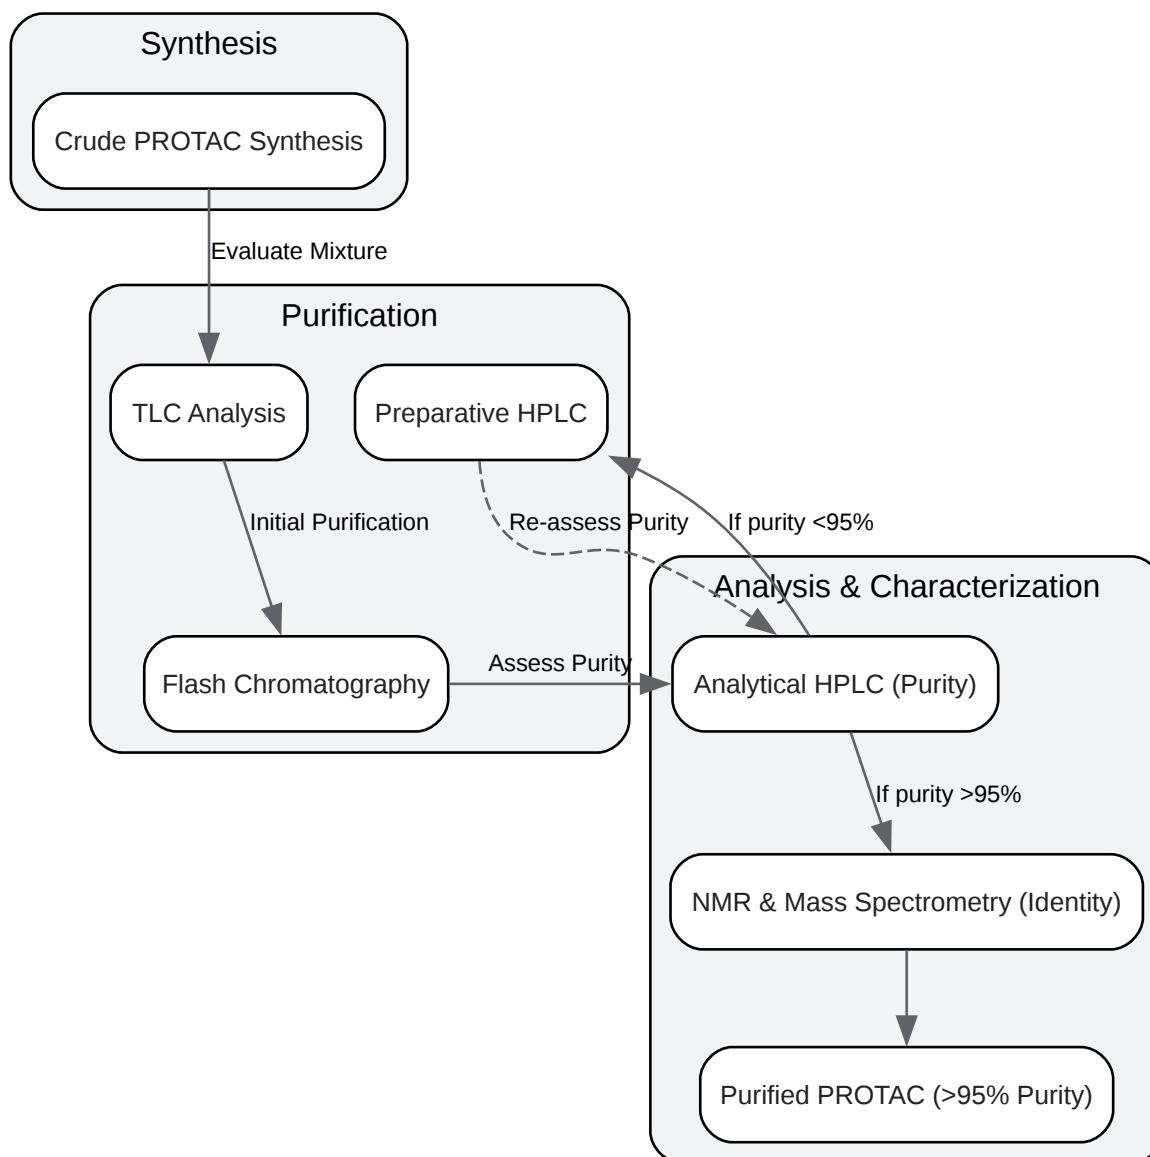 Synthesis
Crude PROTAC Synthesis
Evaluate Mixture
Purification
TLC Analysis
Preparative HPLC
Initial Purification
Re-assess Purity
If purity <95%
Analysis & Characterization
Flash Chromatography
Assess Purity
Analytical HPLC (Purity)
If purity >95%
NMR & Mass Spectrometry (Identity)
Purified PROTAC (>95% Purity)